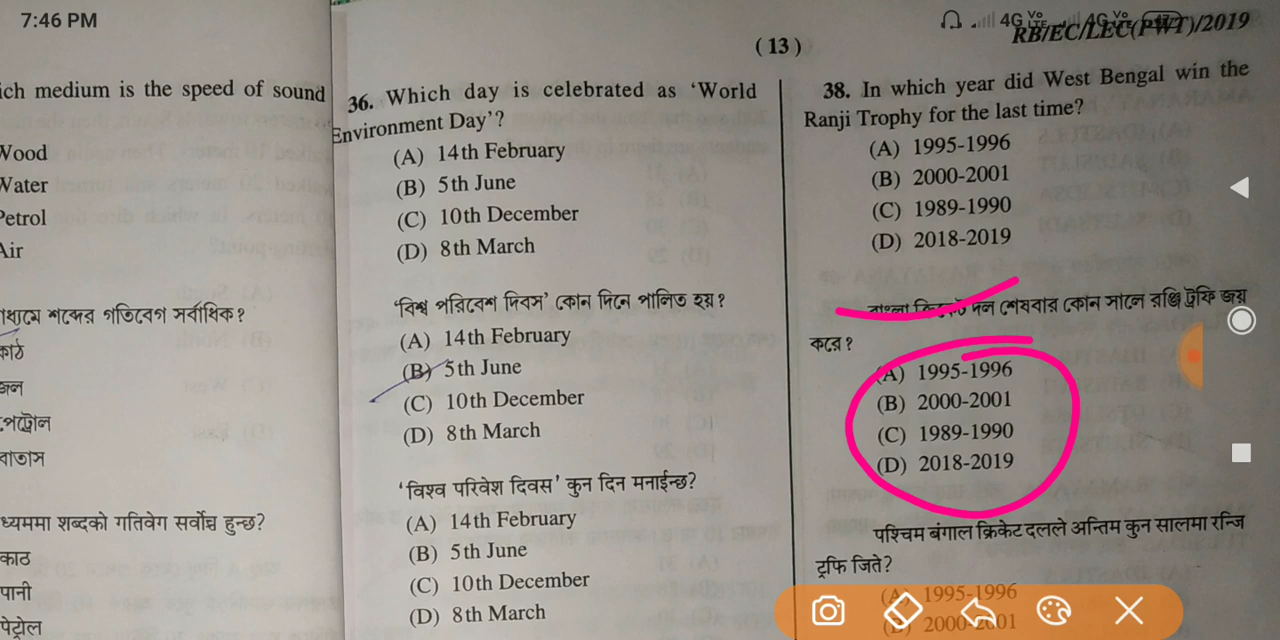 7:46 PM
4G
4G
(13)
RB/EC/LEC(PWT)/2019
ich medium is the speed of sound
Wood
Water
Petrol
Air
মাধ্যমে শব্দের গতিবেগ সর্বাধিক?
কাঠ
জল
পেট্রোল
বাতাস
ध्यममा शब्दको गतिवेग सर्वोच्च हुन्छ?
काठ
पानी
पेट्रोल
36. Which day is celebrated as ‘World
Environment Day’?
(A) 14th February
(B) 5th June
(C) 10th December
(D) 8th March
‘বিশ্ব পরিবেশ দিবস’ কোন দিনে পালিত হয়?
(A) 14th February
(B) 5th June
(C) 10th December
(D) 8th March
‘विश्व परिवेश दिवस’ कुन दिन मनाईन्छ?
(A) 14th February
(B) 5th June
(C) 10th December
(D) 8th March
38. In which year did West Bengal win the
Ranji Trophy for the last time?
(A) 1995-1996
(B) 2000-2001
(C) 1989-1990
(D) 2018-2019
বাংলা ক্রিকেট দল শেষবার কোন সালে রঞ্জি ট্রফি জয়
করে?
(A) 1995-1996
(B) 2000-2001
(C) 1989-1990
(D) 2018-2019
पश्चिम बंगाल क्रिकेट दलले अन्तिम कुन सालमा रन्जि
ट्रफि जिते?
(A) 1995-1996
(B) 2000-2001